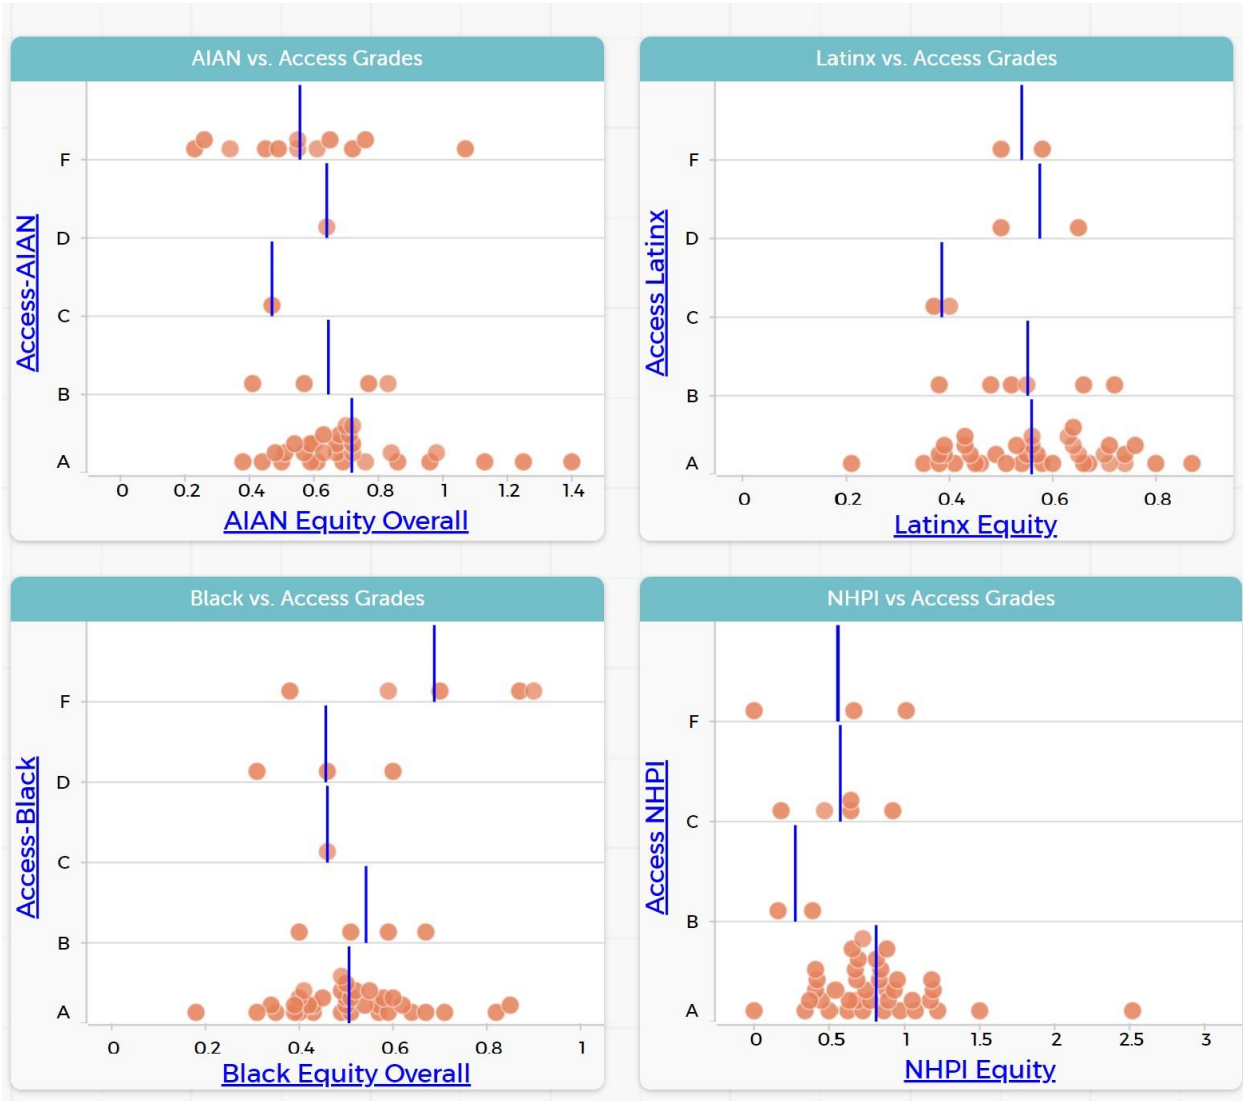 AIAN vs. Access Grades
Access-AIAN
F
D
C
B
A
0 0.2 0.4 0.6 0.8 1 1.2 1.4
AIAN Equity Overall
Latinx vs. Access Grades
Access Latinx
F
D
C
B
A
0 0.2 0.4 0.6 0.8
Latinx Equity
Black vs. Access Grades
Access-Black
F
D
C
B
A
0 0.2 0.4 0.6 0.8 1
Black Equity Overall
NHPI vs Access Grades
Access NHPI
F
C
B
A
0 0.5 1 1.5 2 2.5 3
NHPI Equity